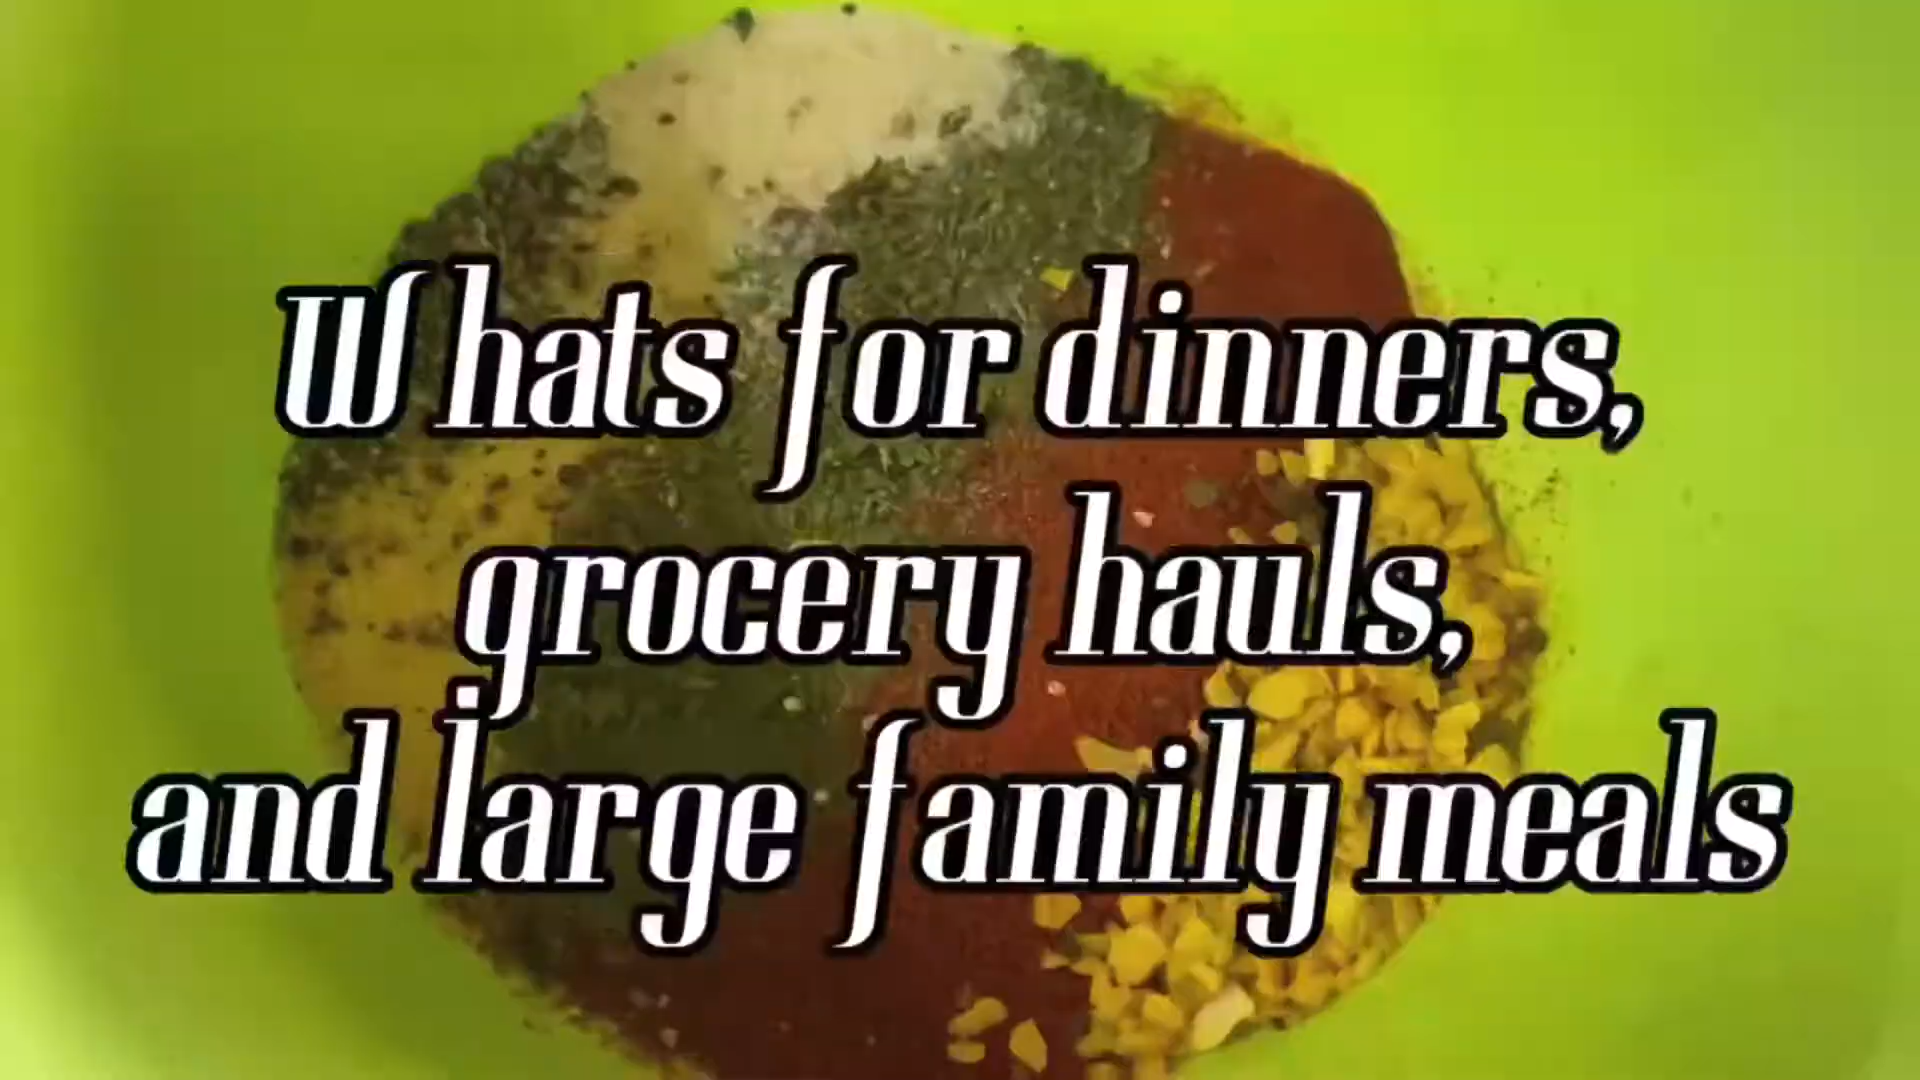 Whats for dinners,
grocery hauls,
and large family meals